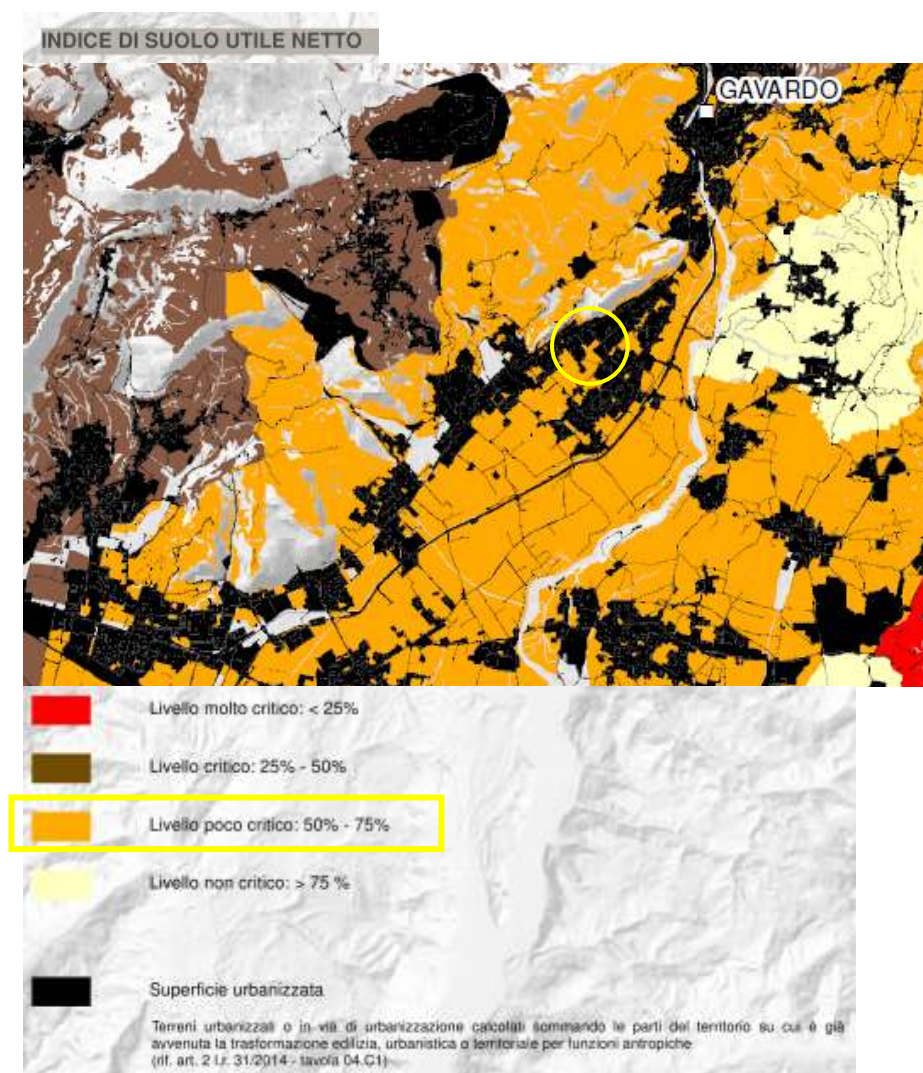 INDICE DI SUOLO UTILE NETTO
GAVARDO
Livello molto critico: < 25%
Livello critico: 25% - 50%
Livello poco critico: 50% - 75%
Livello non critico: > 75 %
Superficie urbanizzata
Terreni urbanizzati o in via di urbanizzazione calcolati sommando le parti del territorio su cui è già
avvenuta la trasformazione edilizia, urbanistica o territoriale per funzioni antropiche
(rif. art. 2 l.r. 31/2014 - tavola 04.C1)